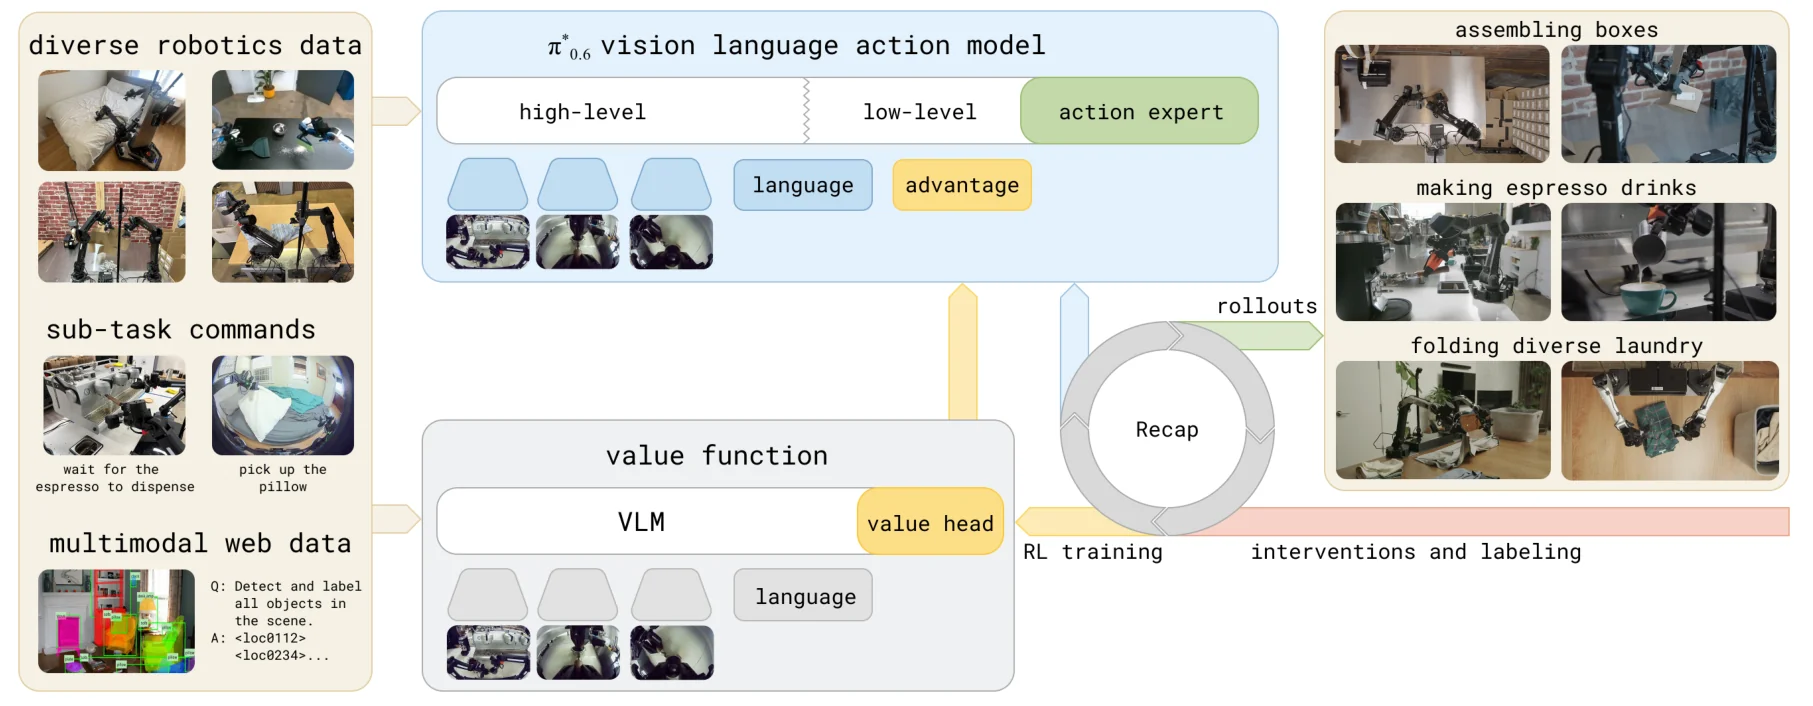 diverse robotics data
sub-task commands
wait for the
espresso to dispense
pick up the
pillow
multimodal web data
Q: Detect and label
all objects in
the scene.
A: <loc0112>
<loc0234>...
π*0.6 vision language action model
high-level
low-level
action expert
language
advantage
value function
VLM
value head
language
Recap
rollouts
RL training
interventions and labeling
assembling boxes
making espresso drinks
folding diverse laundry